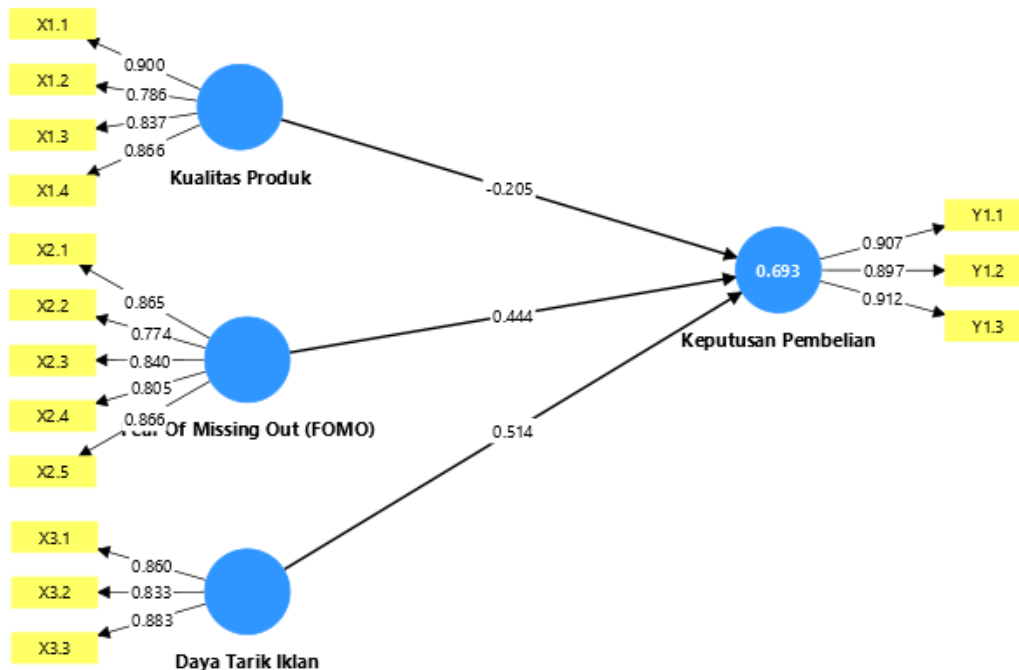 X1.1
0.900
X1.2
0.786
X1.3
0.837
X1.4
0.866
Kualitas Produk
-0.205
X2.1
0.865
X2.2
0.774
X2.3
0.840
X2.4
0.805
X2.5
0.866
Of Missing Out (FOMO)
0.444
X3.1
0.860
X3.2
0.833
X3.3
0.883
Daya Tarik Iklan
0.514
0.693
Keputusan Pembelian
Y1.1
0.907
Y1.2
0.897
Y1.3
0.912